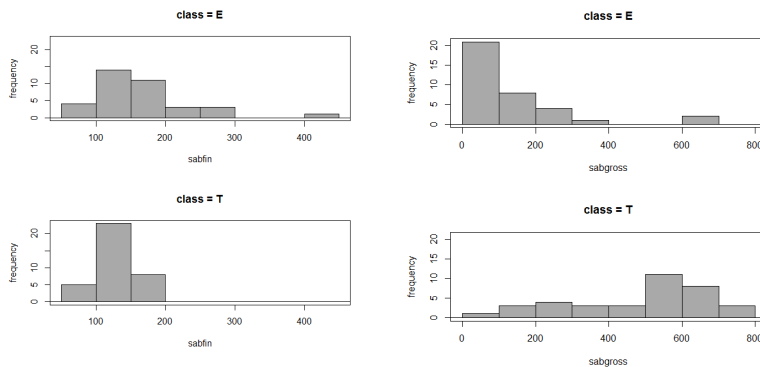 class = E
frequency
0 5 10 20
100 200 300 400
sabfin
class = E
frequency
0 5 10 15 20
0 200 400 600 800
sabgross
class = T
frequency
0 5 10 20
100 200 300 400
sabfin
class = T
frequency
0 5 10 15 20
0 200 400 600 800
sabgross